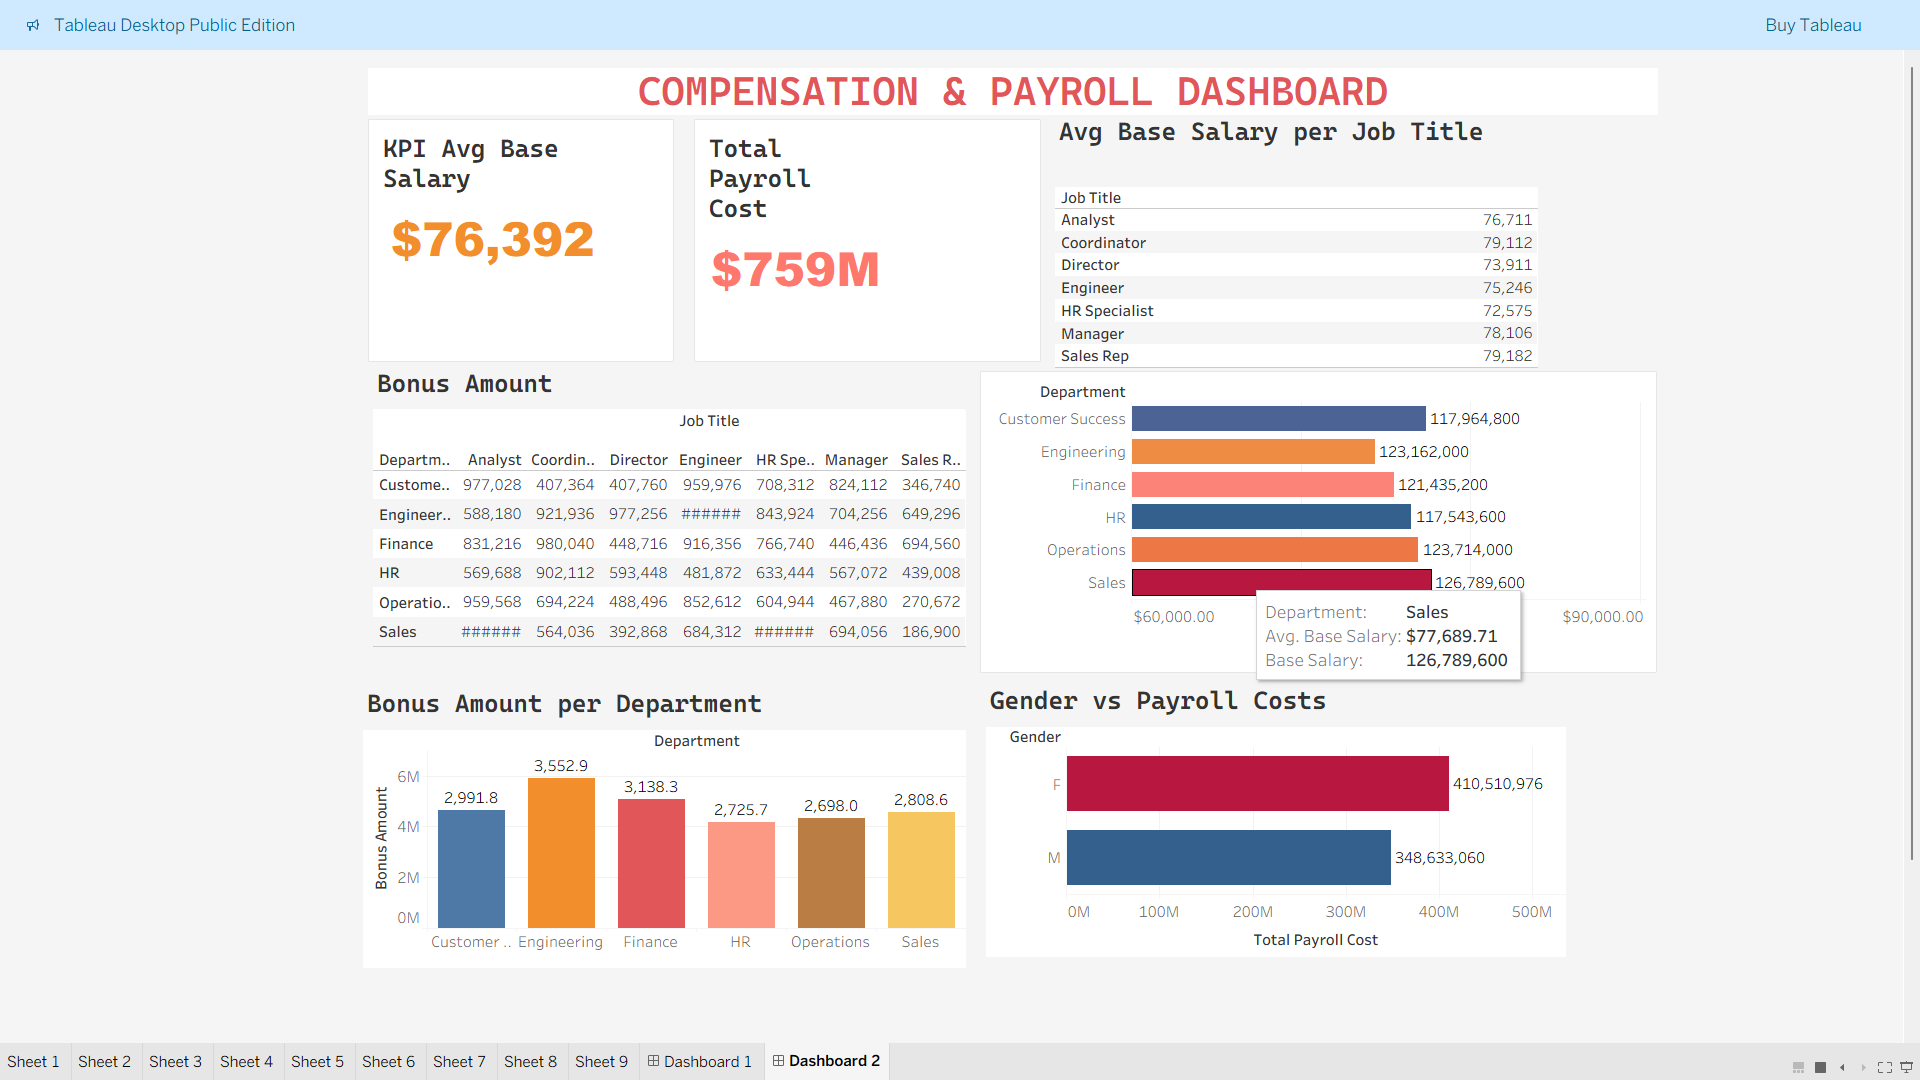 Tableau Desktop Public Edition
Buy Tableau
COMPENSATION & PAYROLL DASHBOARD
KPI Avg Base
Salary
$76,392
Total
Payroll
Cost
$759M
Avg Base Salary per Job Title
Job Title
Analyst 76,711
Coordinator 79,112
Director 73,911
Engineer 75,246
HR Specialist 72,575
Manager 78,106
Sales Rep 79,182
Bonus Amount
Job Title
Departm.. Analyst Coordin.. Director Engineer HR Spe.. Manager Sales R..
Custome.. 977,028 407,364 407,760 959,976 708,312 824,112 346,740
Engineer.. 588,180 921,936 977,256 ###### 843,924 704,256 649,296
Finance 831,216 980,040 448,716 916,356 766,740 446,436 694,560
HR 569,688 902,112 593,448 481,872 633,444 567,072 439,008
Operatio.. 959,568 694,224 488,496 852,612 604,944 467,880 270,672
Sales ###### 564,036 392,868 684,312 ###### 694,056 186,900
Department
Customer Success 117,964,800
Engineering 123,162,000
Finance 121,435,200
HR 117,543,600
Operations 123,714,000
Sales 126,789,600
$60,000.00 $90,000.00
Department: Sales
Avg. Base Salary: $77,689.71
Base Salary: 126,789,600
Bonus Amount per Department
Department
Bonus Amount
6M
4M
2M
0M
2,991.8 3,552.9 3,138.3 2,725.7 2,698.0 2,808.6
Customer .. Engineering Finance HR Operations Sales
Gender vs Payroll Costs
Gender
F 410,510,976
M 348,633,060
0M 100M 200M 300M 400M 500M
Total Payroll Cost
Sheet 1 Sheet 2 Sheet 3 Sheet 4 Sheet 5 Sheet 6 Sheet 7 Sheet 8 Sheet 9 Dashboard 1 Dashboard 2